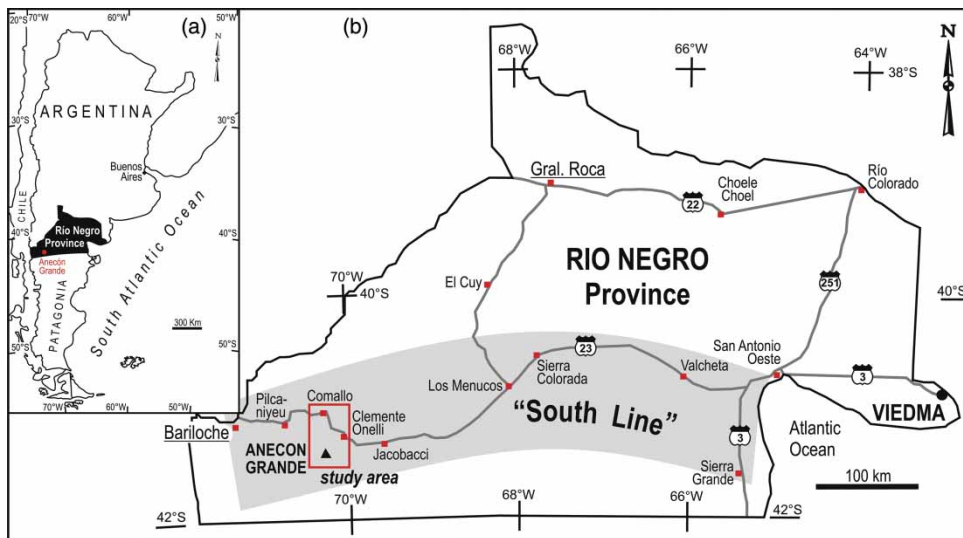 (a)
20°S
70°W
60°W
50°W
N
ARGENTINA
30°S
30°S
Buenos
Aires
CHILE
Río Negro
Province
40°S
40°S
Anecón
Grande
PATAGONIA
South Atlantic Ocean
300 Km
50°S
50°S
70°W
60°W
50°W
(b)
68°W
66°W
64°W
38°S
N
Gral. Roca
22
Choele
Choel
Río
Colorado
70°W
40°S
El Cuy
RIO NEGRO
Province
251
40°S
23
San Antonio
Oeste
Sierra
Colorada
Valcheta
3
Los Menucos
VIEDMA
Pilca-
niyeu
Comallo
Clemente
Onelli
"South Line"
Bariloche
ANECON
GRANDE
Jacobacci
3
Atlantic
Ocean
study area
Sierra
Grande
100 km
70°W
68°W
66°W
42°S
42°S